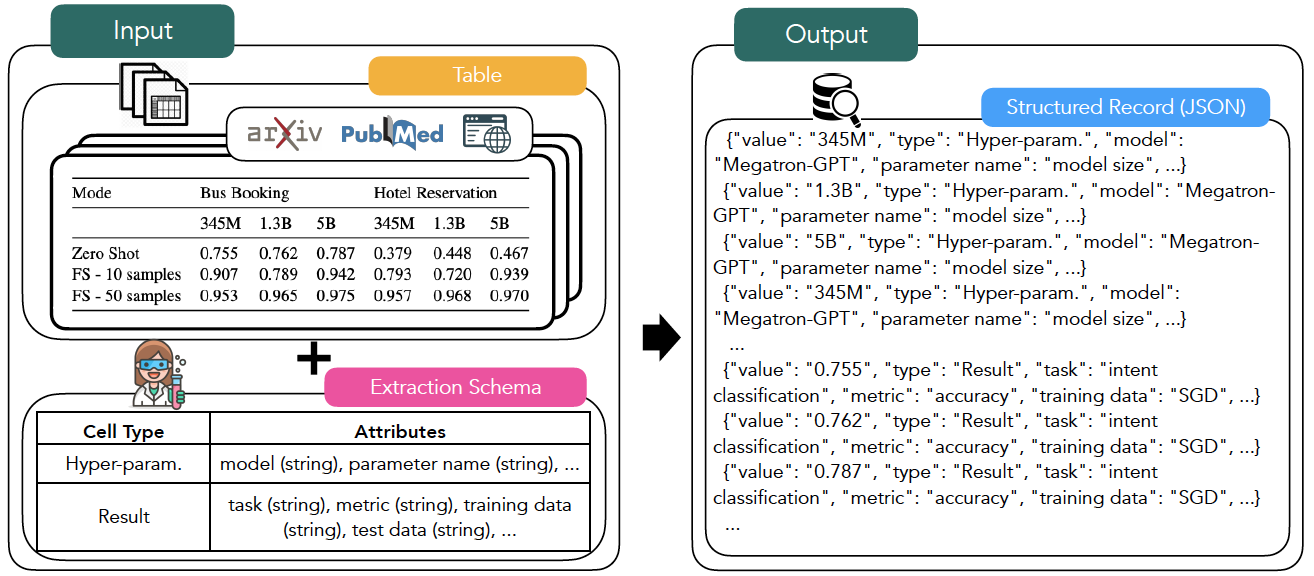 Input
Table
arXiv PubMed
Mode Bus Booking Hotel Reservation
345M 1.3B 5B 345M 1.3B 5B
Zero Shot 0.755 0.762 0.787 0.379 0.448 0.467
FS - 10 samples 0.907 0.789 0.942 0.793 0.720 0.939
FS - 50 samples 0.953 0.965 0.975 0.957 0.968 0.970
+
Extraction Schema
Cell Type Attributes
Hyper-param. model (string), parameter name (string), ...
Result task (string), metric (string), training data
(string), test data (string), ...
Output
Structured Record (JSON)
{"value": "345M", "type": "Hyper-param.", "model":
"Megatron-GPT", "parameter name": "model size", ...}
{"value": "1.3B", "type": "Hyper-param.", "model": "Megatron-
GPT", "parameter name": "model size", ...}
{"value": "5B", "type": "Hyper-param.", "model": "Megatron-
GPT", "parameter name": "model size", ...}
{"value": "345M", "type": "Hyper-param.", "model":
"Megatron-GPT", "parameter name": "model size", ...}
...
{"value": "0.755", "type": "Result", "task": "intent
classification", "metric": "accuracy", "training data": "SGD", ...}
{"value": "0.762", "type": "Result", "task": "intent
classification", "metric": "accuracy", "training data": "SGD", ...}
{"value": "0.787", "type": "Result", "task": "intent
classification", "metric": "accuracy", "training data": "SGD", ...}
...